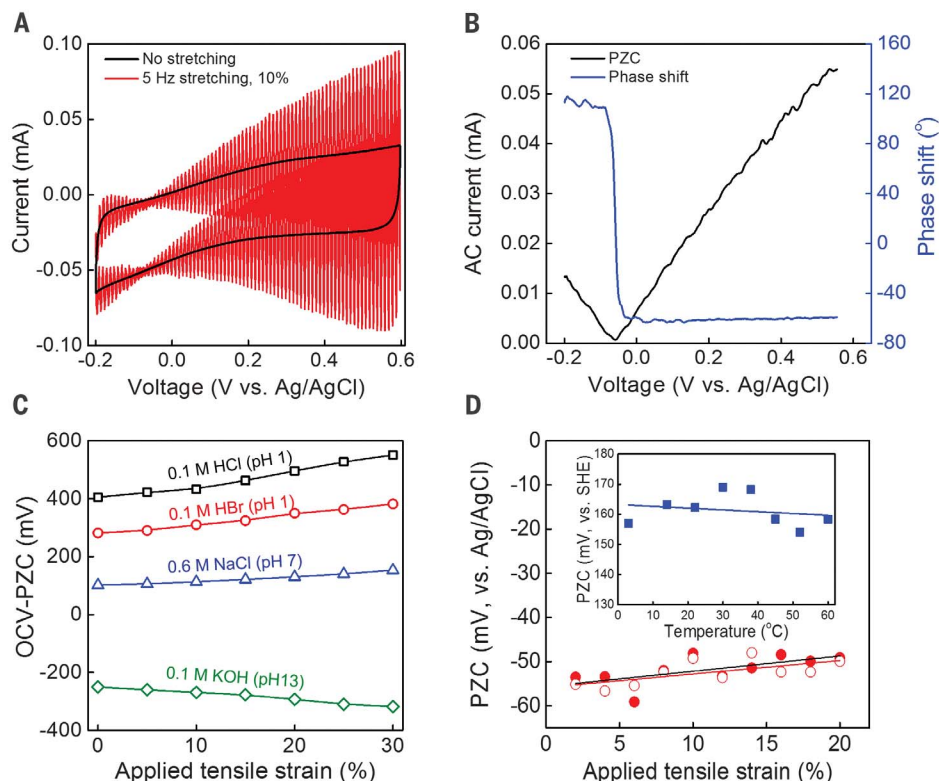 A
0.10
0.05
0.00
-0.05
-0.10
Current (mA)
No stretching
5 Hz stretching, 10%
-0.2
0.0
0.2
0.4
0.6
Voltage (V vs. Ag/AgCl)
B
0.06
0.05
0.04
0.03
0.02
0.01
0.00
AC current (mA)
PZC
Phase shift
160
120
80
40
0
-40
-60
-80
Phase shift (°)
-0.2
0.0
0.2
0.4
0.6
Voltage (V vs. Ag/AgCl)
C
600
400
200
0
-200
-400
OCV-PZC (mV)
0.1 M HCl (pH 1)
0.1 M HBr (pH 1)
0.6 M NaCl (pH 7)
0.1 M KOH (pH13)
0
10
20
30
Applied tensile strain (%)
D
0
-10
-20
-30
-40
-50
-60
PZC (mV, vs. Ag/AgCl)
190
180
170
160
150
140
130
PZC (mV, vs. SHE)
0
10
20
30
40
50
60
Temperature (°C)
0
5
10
15
20
Applied tensile strain (%)